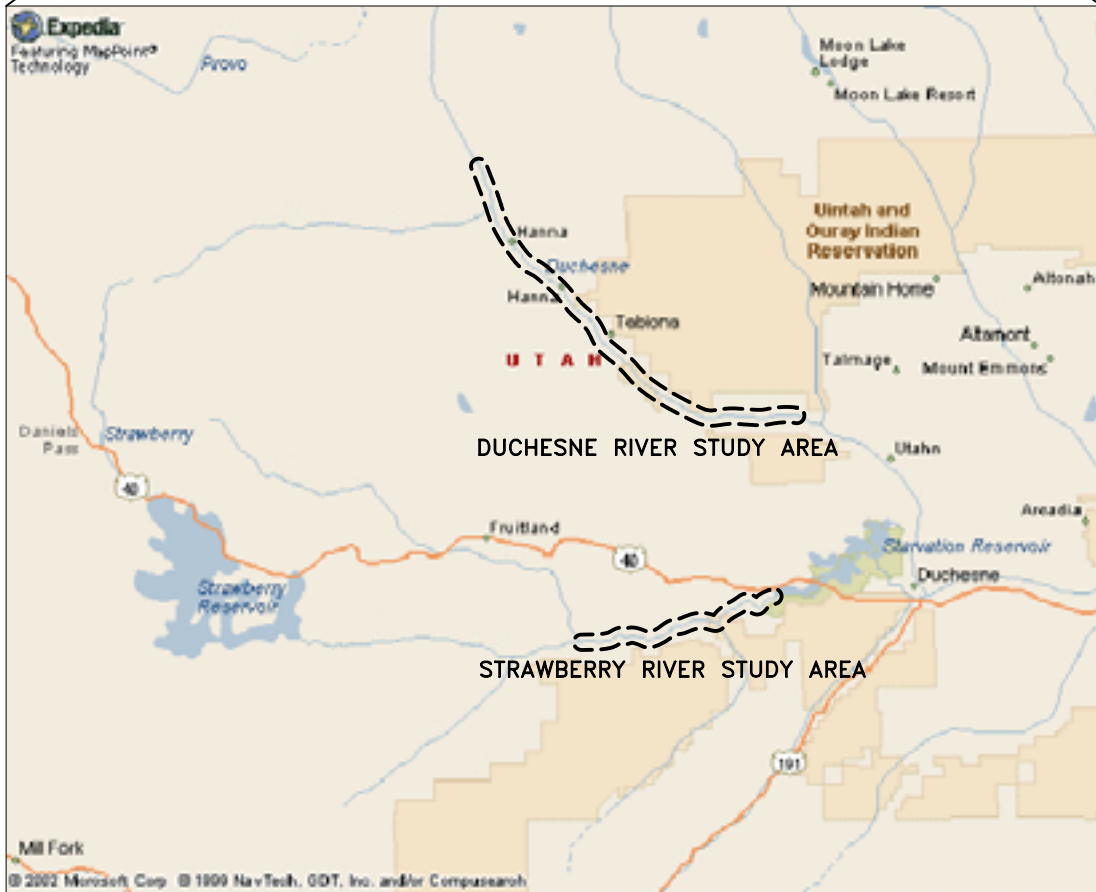 Expedia
Featuring MapPoint®
Technology
Provo
Moon Lake
Lodge
Moon Lake Resort
Uintah and
Ouray Indian
Reservation
Hanna
Duchesne
Hanna
Mountain Home
Altonah
Tabiona
Altamont
UTAH
Talmage
Mount Emmons
Daniels
Pass
Strawberry
DUCHESNE RIVER STUDY AREA
Utahn
40
Arcadia
Fruitland
40
Starvation Reservoir
Duchesne
Strawberry
Reservoir
STRAWBERRY RIVER STUDY AREA
191
Mill Fork
© 2002 Microsoft Corp © 1999 NavTech, GDT, Inc. and/or Compusearch